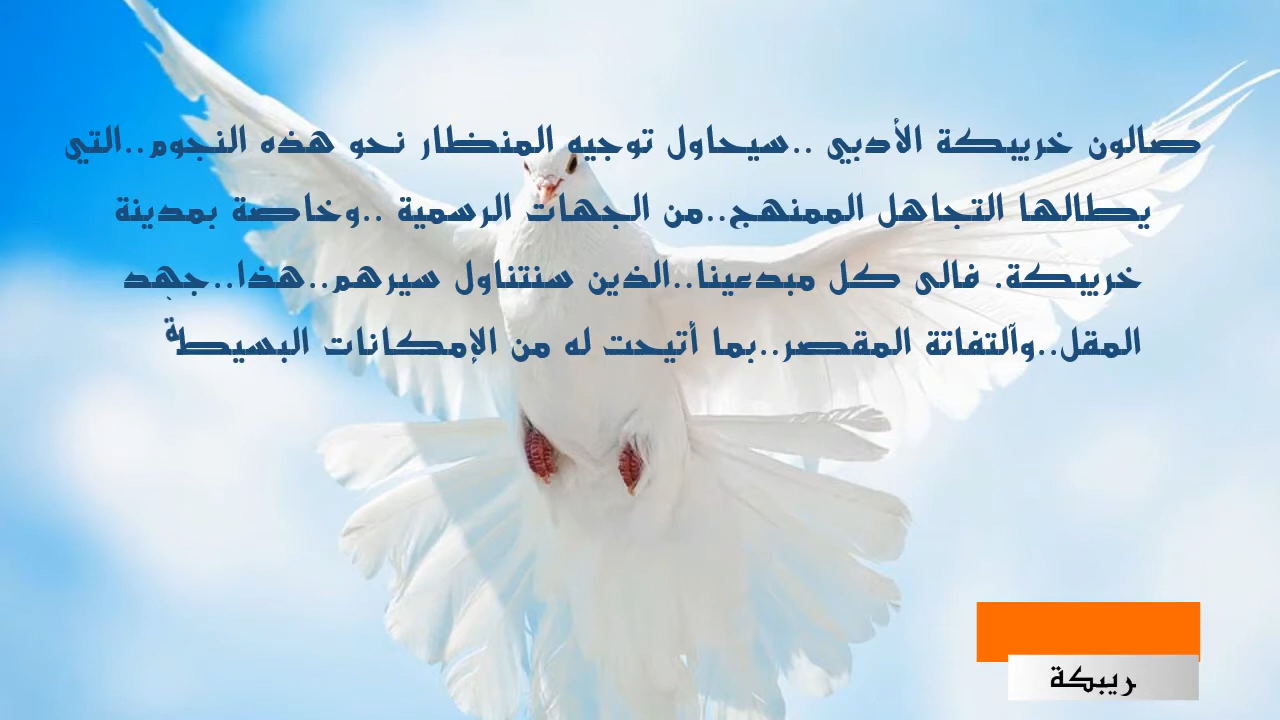 صالون خريبكة الأدبي ..سيحاول توجيه المنظار نحو هذه النجوم..التي
يطالها التجاهل الممنهج..من الجهات الرسمية ..وخاصة بمدينة
خريبكة. فالى كل مبدعينا..الذين سنتناول سيرهم..هذا..جهد
المقل..وآلتفاتة المقصر..بما أتيحت له من الإمكانات البسيطة
ريبكة